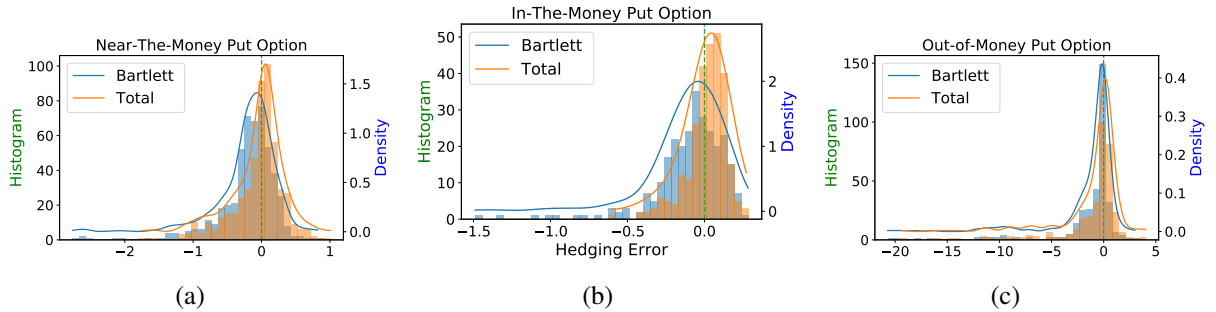 Near-The-Money Put Option
Bartlett
Total
Histogram
Density
100
80
60
40
20
0
1.5
1.0
0.5
0.0
−2
−1
0
1
(a)
In-The-Money Put Option
Bartlett
Total
Histogram
Density
50
40
30
20
10
0
2
1
0
−1.5
−1.0
−0.5
0.0
Hedging Error
(b)
Out-of-Money Put Option
Bartlett
Total
Histogram
Density
150
100
50
0
0.4
0.3
0.2
0.1
0.0
−20
−15
−10
−5
0
5
(c)